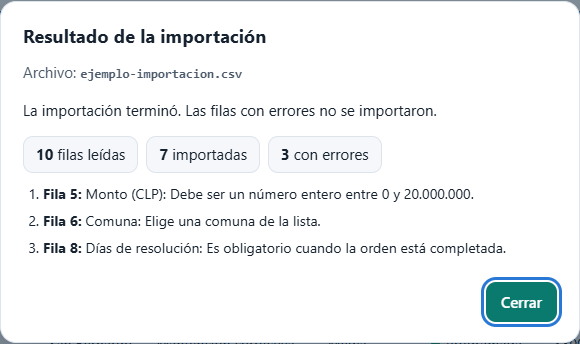 Resultado de la importación
Archivo: ejemplo-importacion.csv
La importación terminó. Las filas con errores no se importaron.
10 filas leídas 7 importadas 3 con errores
1. Fila 5: Monto (CLP): Debe ser un número entero entre 0 y 20.000.000.
2. Fila 6: Comuna: Elige una comuna de la lista.
3. Fila 8: Días de resolución: Es obligatorio cuando la orden está completada.
Cerrar